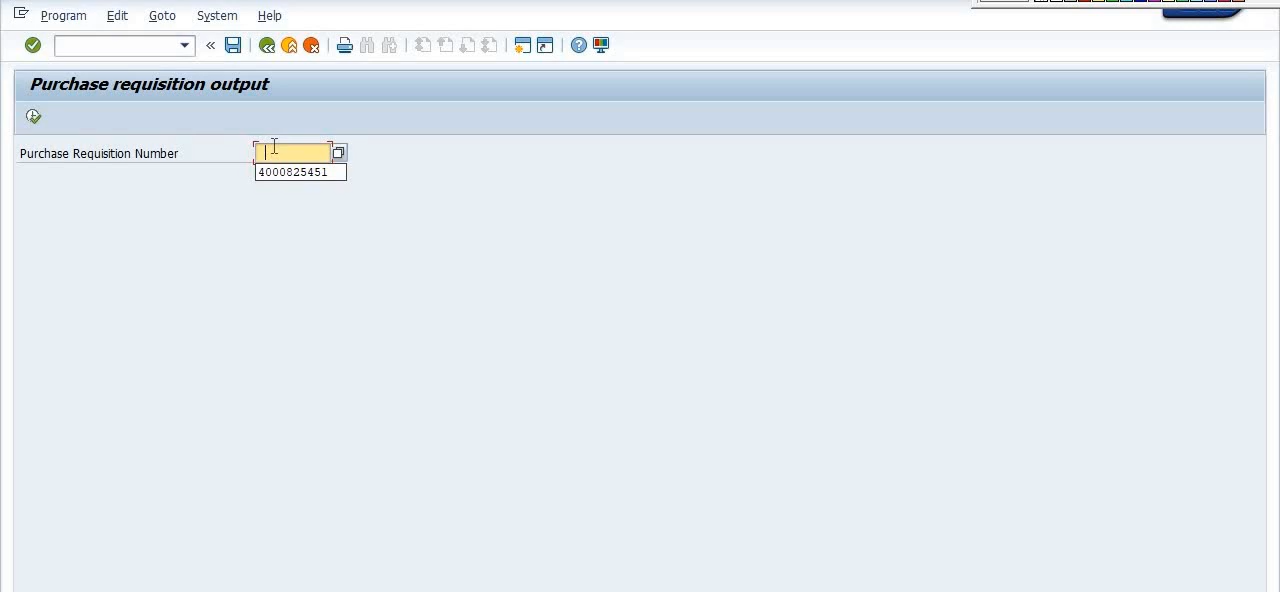 Program Edit Goto System Help
Purchase requisition output
Purchase Requisition Number
4000825451